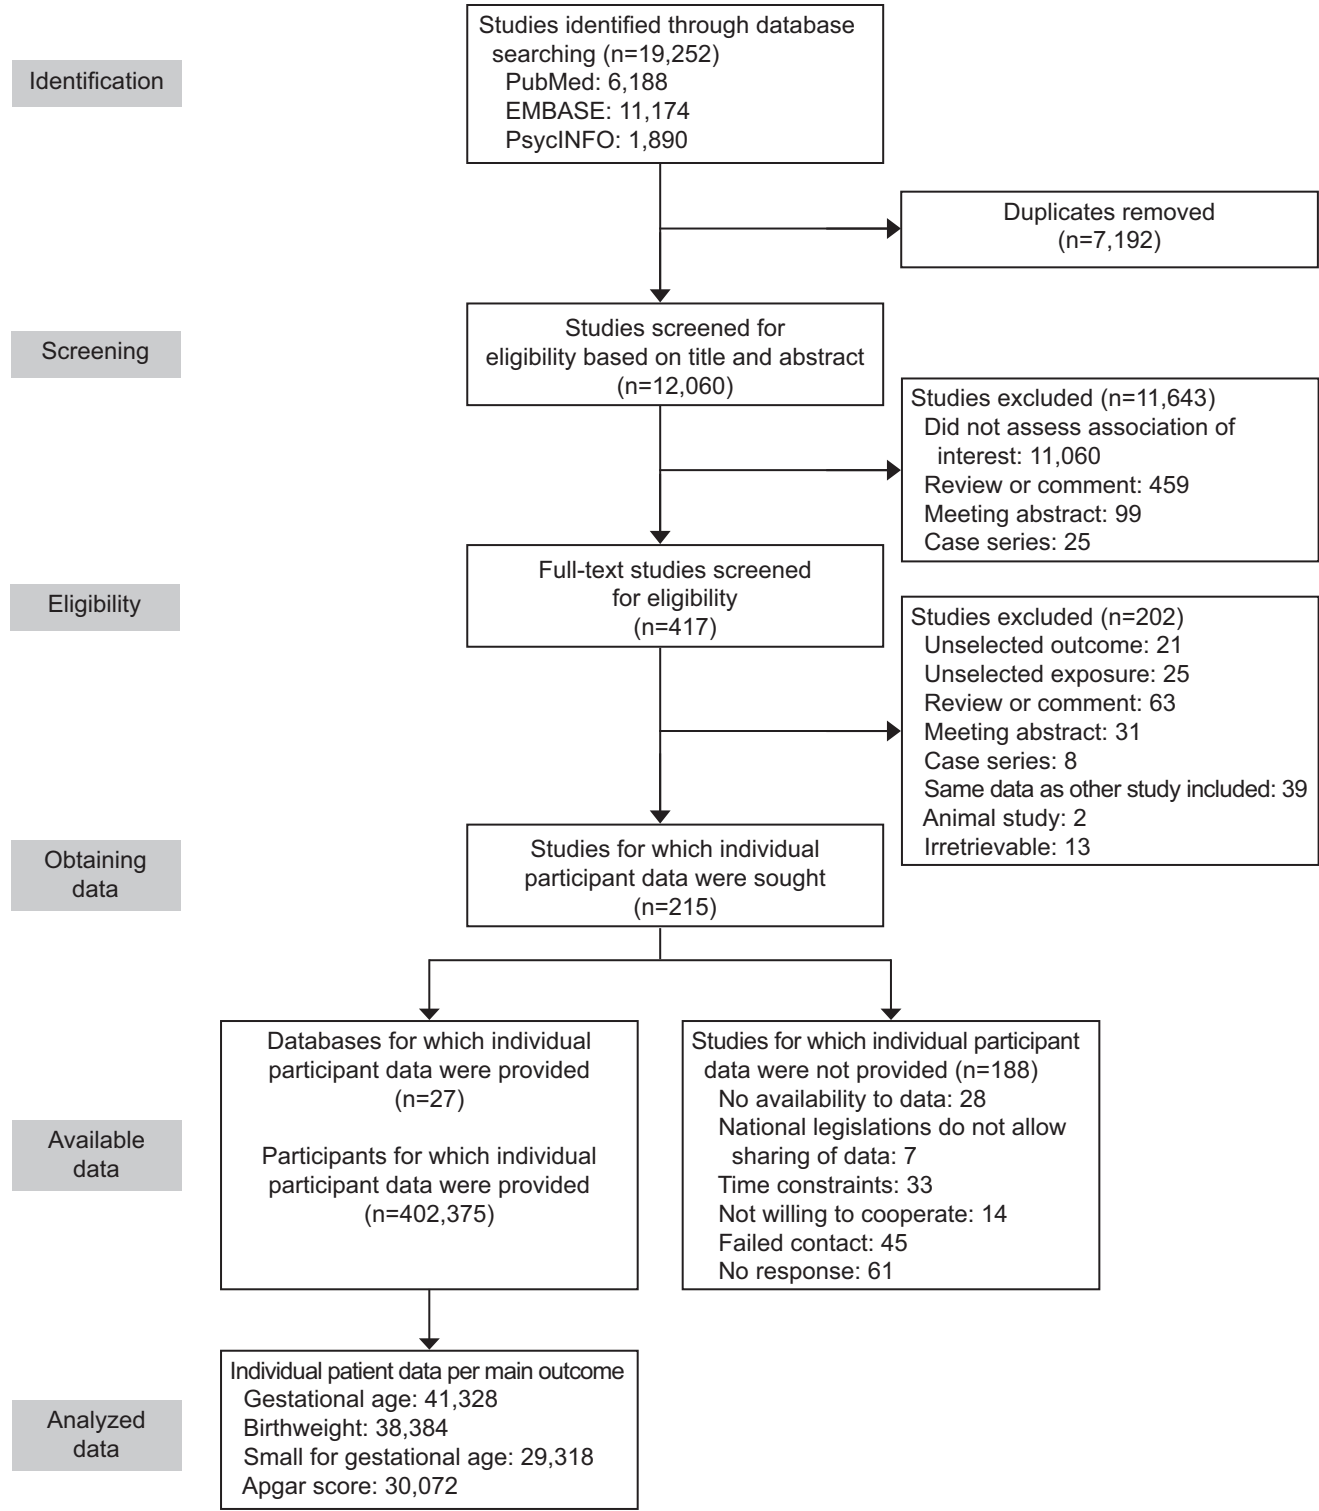 Identification
Studies identified through database
searching (n=19,252)
PubMed: 6,188
EMBASE: 11,174
PsycINFO: 1,890
Duplicates removed
(n=7,192)
Screening
Studies screened for
eligibility based on title and abstract
(n=12,060)
Studies excluded (n=11,643)
Did not assess association of
interest: 11,060
Review or comment: 459
Meeting abstract: 99
Case series: 25
Eligibility
Full-text studies screened
for eligibility
(n=417)
Studies excluded (n=202)
Unselected outcome: 21
Unselected exposure: 25
Review or comment: 63
Meeting abstract: 31
Case series: 8
Same data as other study included: 39
Animal study: 2
Irretrievable: 13
Obtaining
data
Studies for which individual
participant data were sought
(n=215)
Available
data
Databases for which individual
participant data were provided
(n=27)
Participants for which individual
participant data were provided
(n=402,375)
Studies for which individual participant
data were not provided (n=188)
No availability to data: 28
National legislations do not allow
sharing of data: 7
Time constraints: 33
Not willing to cooperate: 14
Failed contact: 45
No response: 61
Analyzed
data
Individual patient data per main outcome
Gestational age: 41,328
Birthweight: 38,384
Small for gestational age: 29,318
Apgar score: 30,072